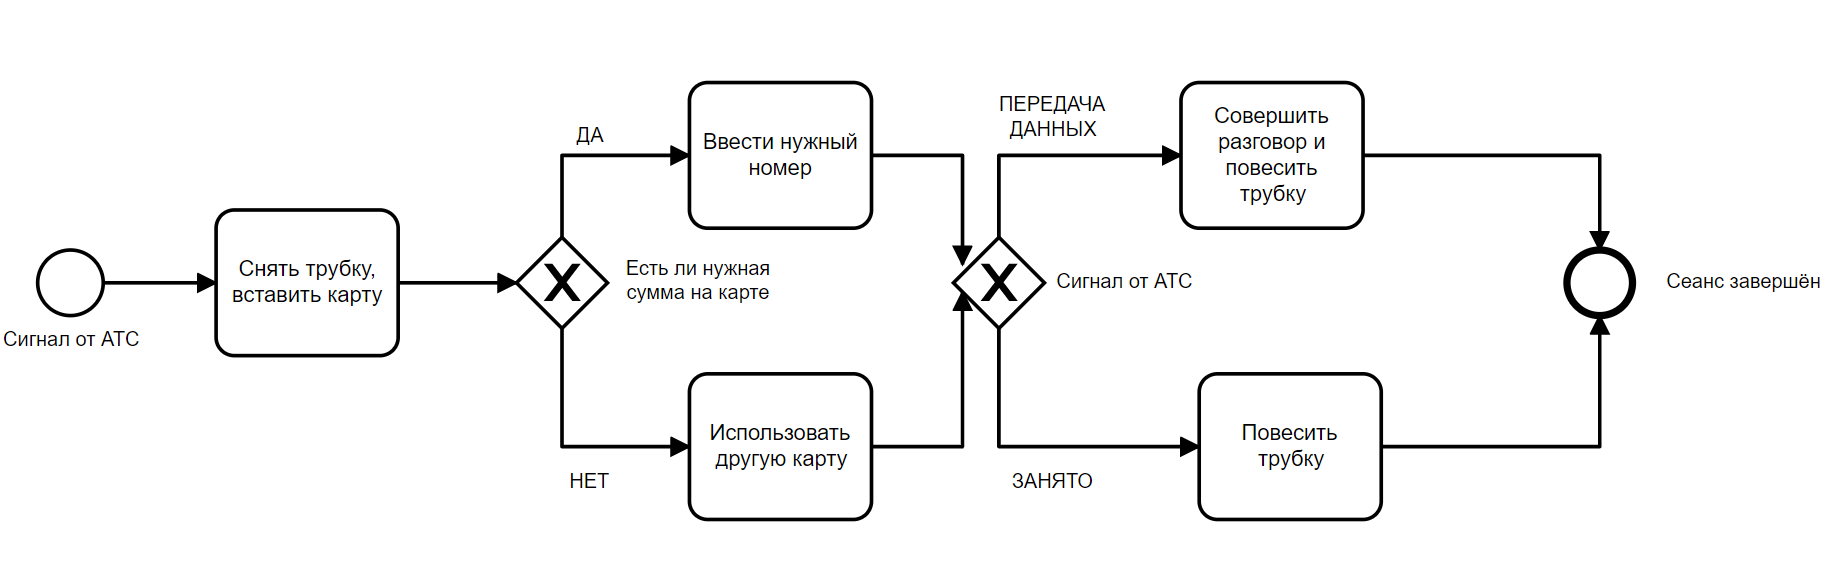 Сигнал от АТС
Снять трубку,
вставить карту
ДА
НЕТ
Есть ли нужная
сумма на карте
Ввести нужный
номер
Использовать
другую карту
ПЕРЕДАЧА
ДАННЫХ
Сигнал от АТС
ЗАНЯТО
Совершить
разговор и
повесить
трубку
Повесить
трубку
Сеанс завершён